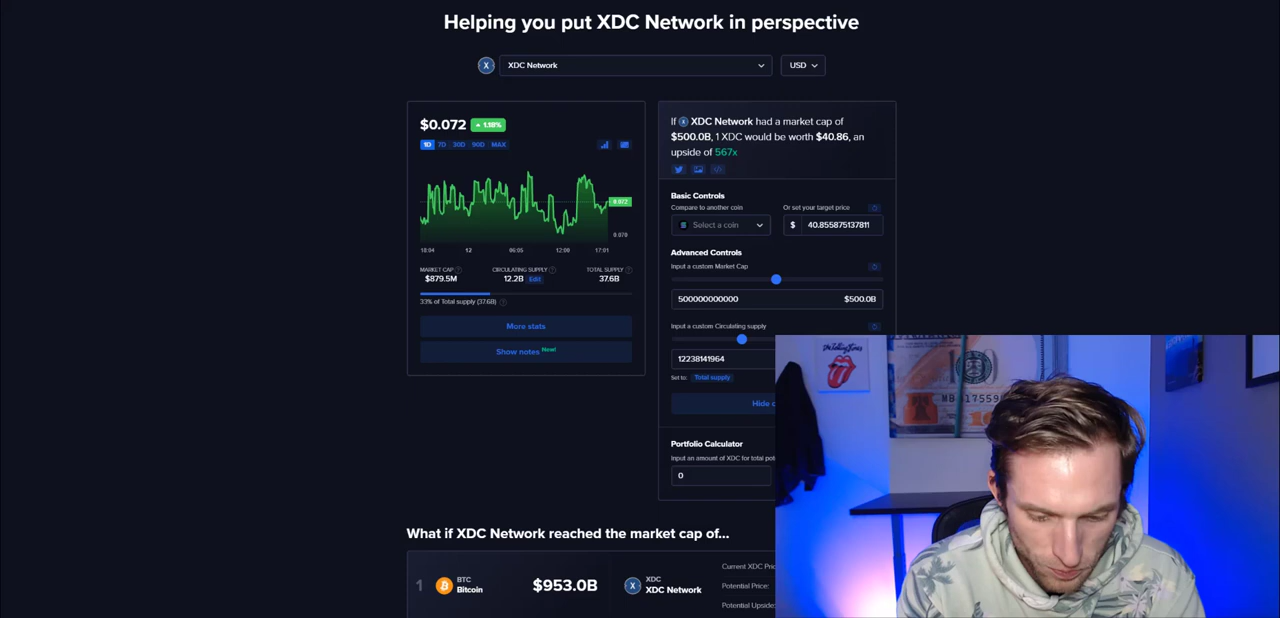 Helping you put XDC Network in perspective
XDC Network
USD
$0.072
1.18%
1D 7D 30D 90D MAX
0.072
0.070
18:04 12 06:05 12:00 17:01
MARKET CAP CIRCULATING SUPPLY TOTAL SUPPLY
$879.5M 12.2B Edit 37.6B
33% of Total supply (37.6B)
More stats
Show notes New!
If XDC Network had a market cap of
$500.0B, 1 XDC would be worth $40.86, an
upside of 567x
Basic Controls
Compare to another coin Or set your target price
Select a coin $ 40.855875137811
Advanced Controls
Input a custom Market Cap
500000000000 $500.0B
Input a custom Circulating supply
12238141964
Set to: Total supply
Hide
Portfolio Calculator
Input an amount of XDC for total
0
What if XDC Network reached the market cap of...
1 BTC
Bitcoin
$953.0B
XDC
XDC Network
Current XDC
Potential Price:
Potential Upside: